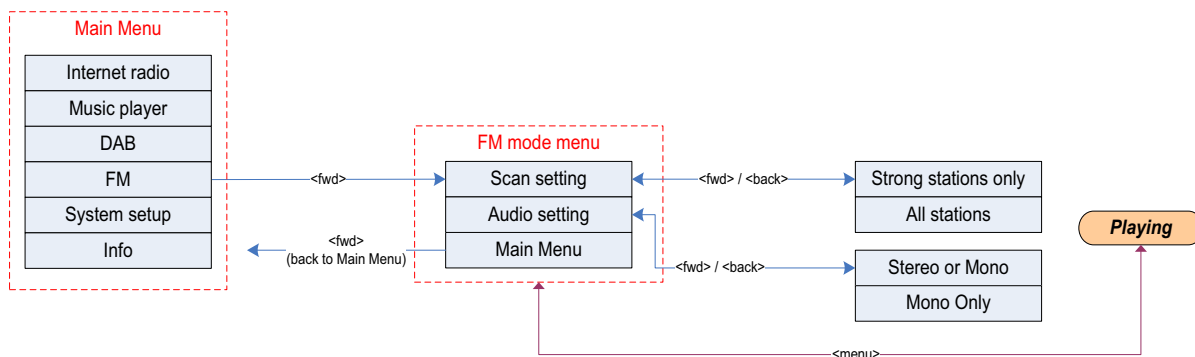 Main Menu
Internet radio
Music player
DAB
FM
System setup
Info
<fwd>
<fwd>
(back to Main Menu)
FM mode menu
Scan setting
Audio setting
Main Menu
<fwd> / <back>
<fwd> / <back>
Strong stations only
All stations
Stereo or Mono
Mono Only
Playing
<menu>